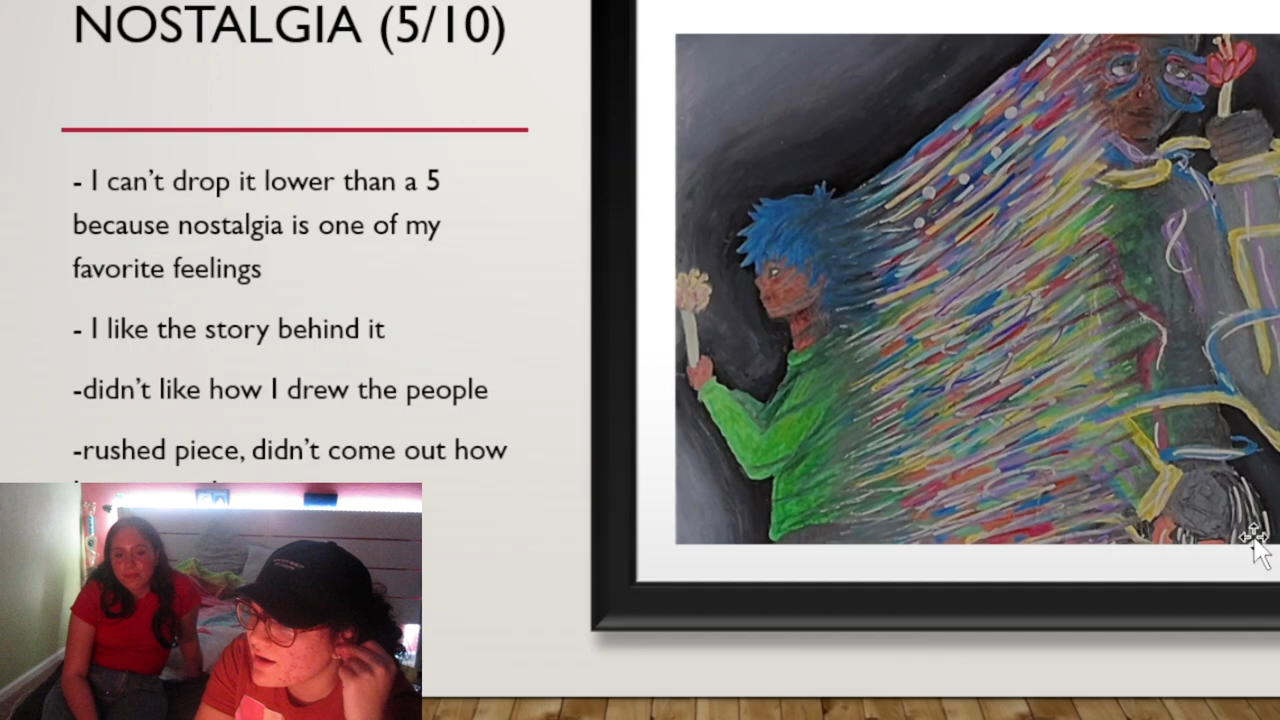 NOSTALGIA (5/10)
- I can't drop it lower than a 5
because nostalgia is one of my
favorite feelings
- I like the story behind it
-didn't like how I drew the people
-rushed piece, didn't come out how